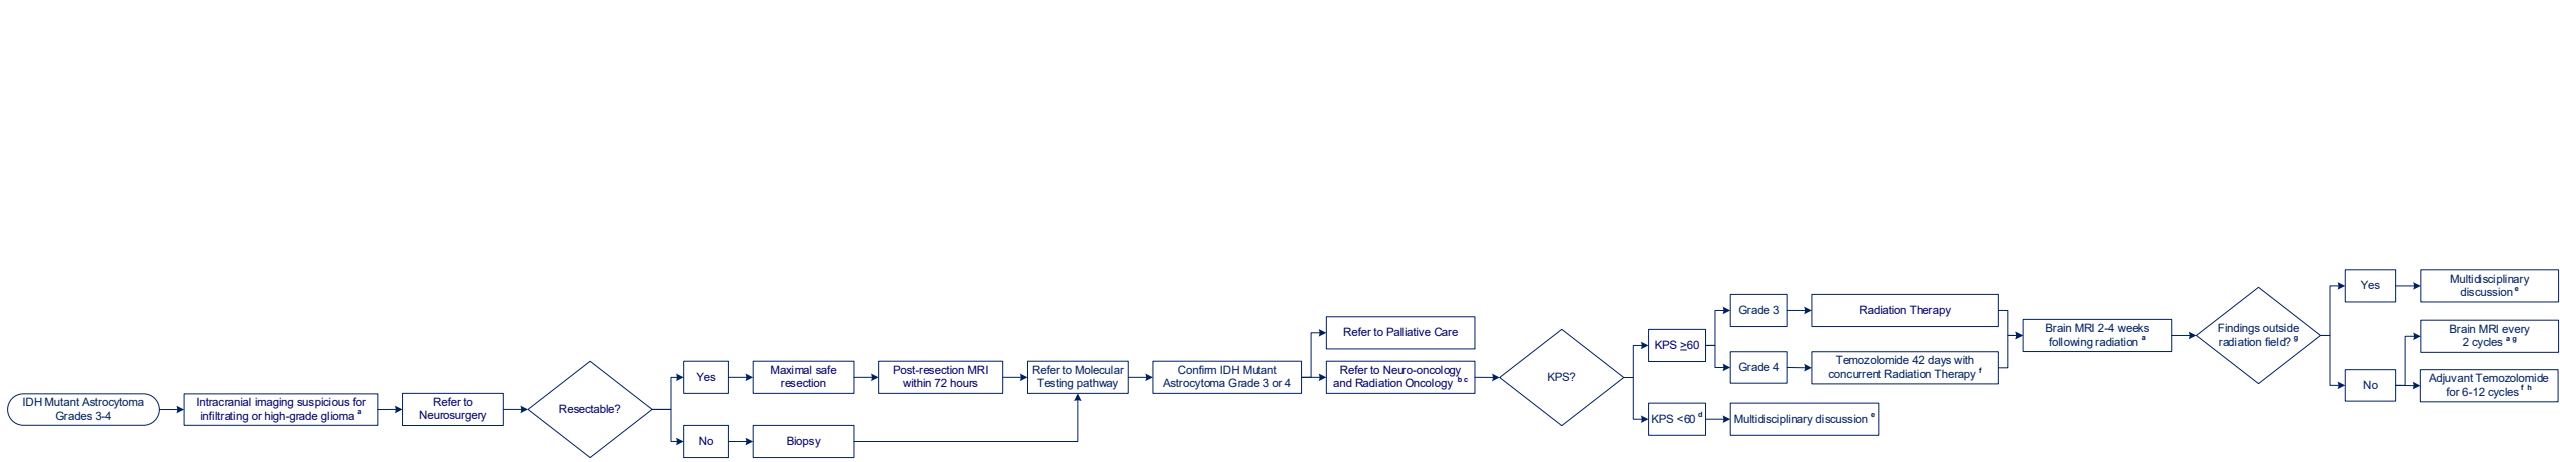 IDH Mutant Astrocytoma
Grades 3-4
Intracranial imaging suspicious for
infiltrating or high-grade glioma a
Refer to
Neurosurgery
Resectable?
Yes
Maximal safe
resection
Post-resection MRI
within 72 hours
No
Biopsy
Refer to Molecular
Testing pathway
Confirm IDH Mutant
Astrocytoma Grade 3 or 4
Refer to Palliative Care
Refer to Neuro-oncology
and Radiation Oncology b c
KPS?
KPS ≥60
Grade 3
Radiation Therapy
Grade 4
Temozolomide 42 days with
concurrent Radiation Therapy f
KPS <60 d
Multidisciplinary discussion e
Brain MRI 2-4 weeks
following radiation a
Findings outside
radiation field? g
Yes
Multidisciplinary
discussion e
No
Brain MRI every
2 cycles a g
Adjuvant Temozolomide
for 6-12 cycles f h